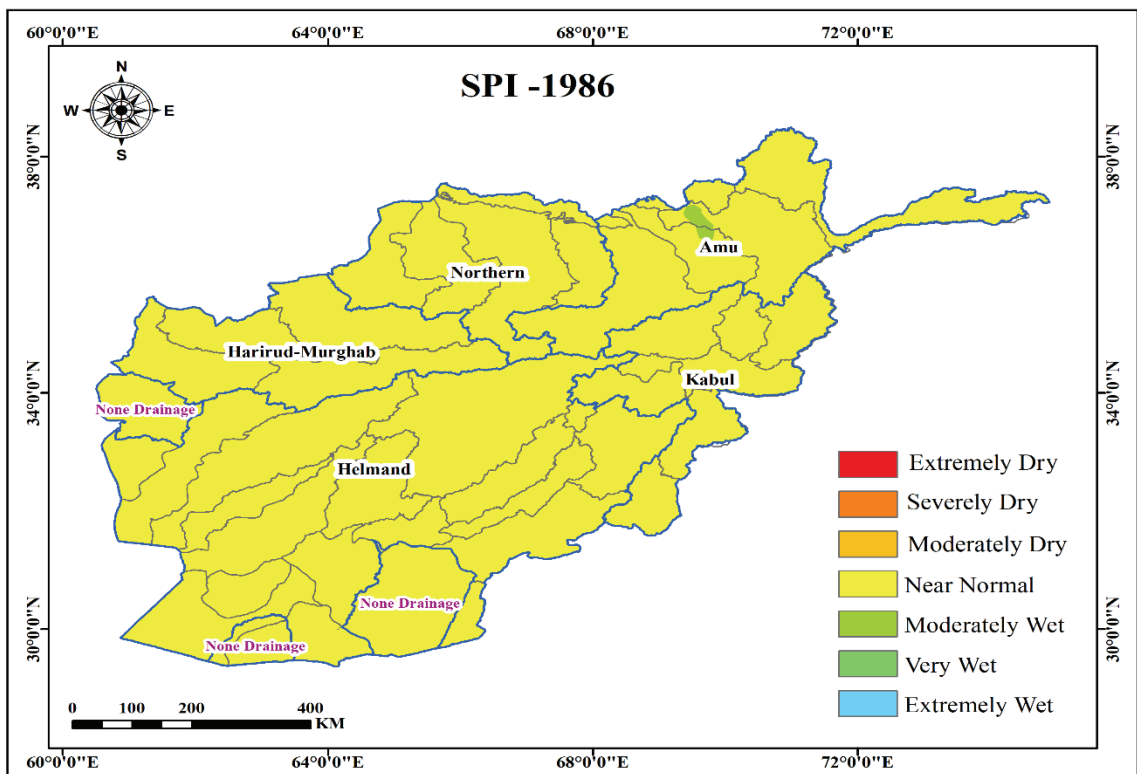 60°0'0"E 64°0'0"E 68°0'0"E 72°0'0"E
SPI -1986
N
W E
S
38°0'0"N 38°0'0"N
Amu
Northern
Harirud-Murghab
Kabul
34°0'0"N 34°0'0"N
None Drainage
Helmand
Extremely Dry
Severely Dry
Moderately Dry
Near Normal
None Drainage
Moderately Wet
30°0'0"N 30°0'0"N
None Drainage
Very Wet
Extremely Wet
0 100 200 400
KM
60°0'0"E 64°0'0"E 68°0'0"E 72°0'0"E